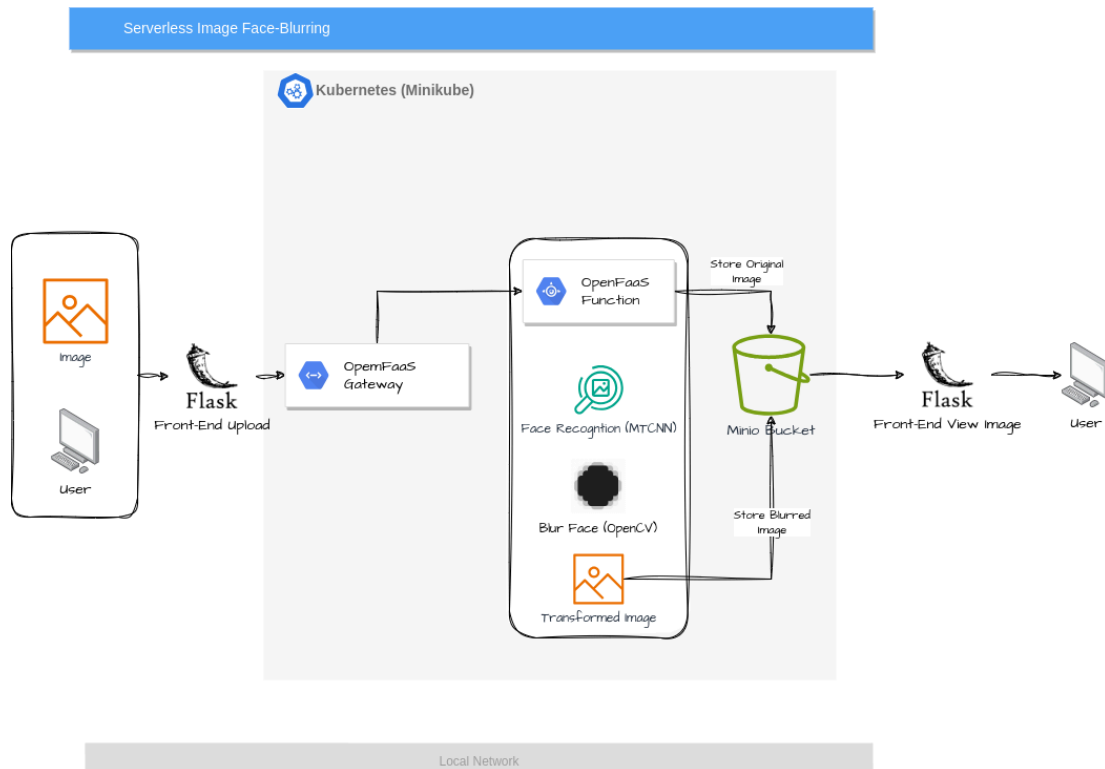 Serverless Image Face-Blurring
Kubernetes (Minikube)
Image
User
Flask
Front-End Upload
OpemFaaS
Gateway
OpenFaaS
Function
Face Recogntion (MTCNN)
Blur Face (OpenCV)
Transformed Image
Store Original
Image
Minio Bucket
Store Blurred
Image
Flask
Front-End View Image
User
Local Network